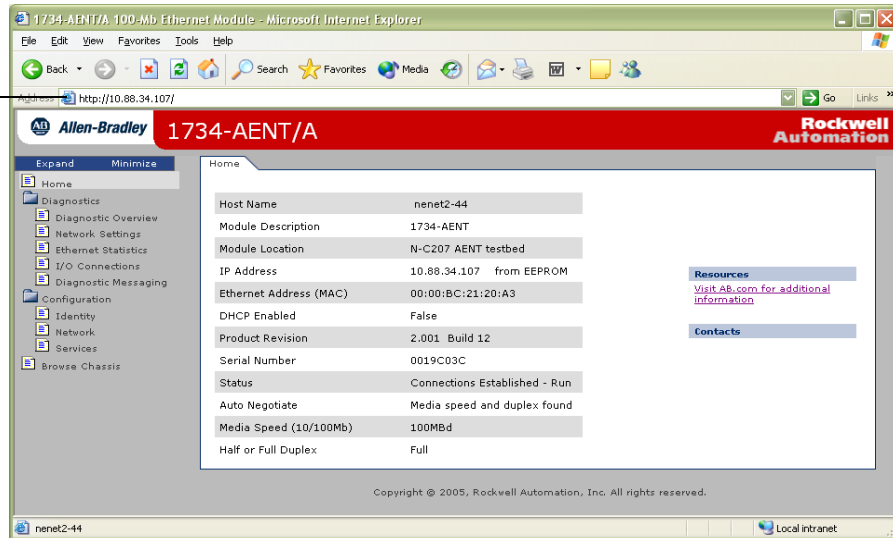 1734-AENT/A 100-Mb Ethernet Module - Microsoft Internet Explorer
File Edit View Favorites Tools Help
Back Search Favorites Media
Address http://10.88.34.107/ Go Links »
AB Allen-Bradley 1734-AENT/A Rockwell Automation
Expand Minimize
Home
Diagnostics
Diagnostic Overview
Network Settings
Ethernet Statistics
I/O Connections
Diagnostic Messaging
Configuration
Identity
Network
Services
Browse Chassis
Home
Host Name nenet2-44
Module Description 1734-AENT
Module Location N-C207 AENT testbed
IP Address 10.88.34.107 from EEPROM
Ethernet Address (MAC) 00:00:BC:21:20:A3
DHCP Enabled False
Product Revision 2.001 Build 12
Serial Number 0019C03C
Status Connections Established - Run
Auto Negotiate Media speed and duplex found
Media Speed (10/100Mb) 100MBd
Half or Full Duplex Full
Resources
Visit AB.com for additional
information
Contacts
Copyright © 2005, Rockwell Automation, Inc. All rights reserved.
nenet2-44 Local intranet